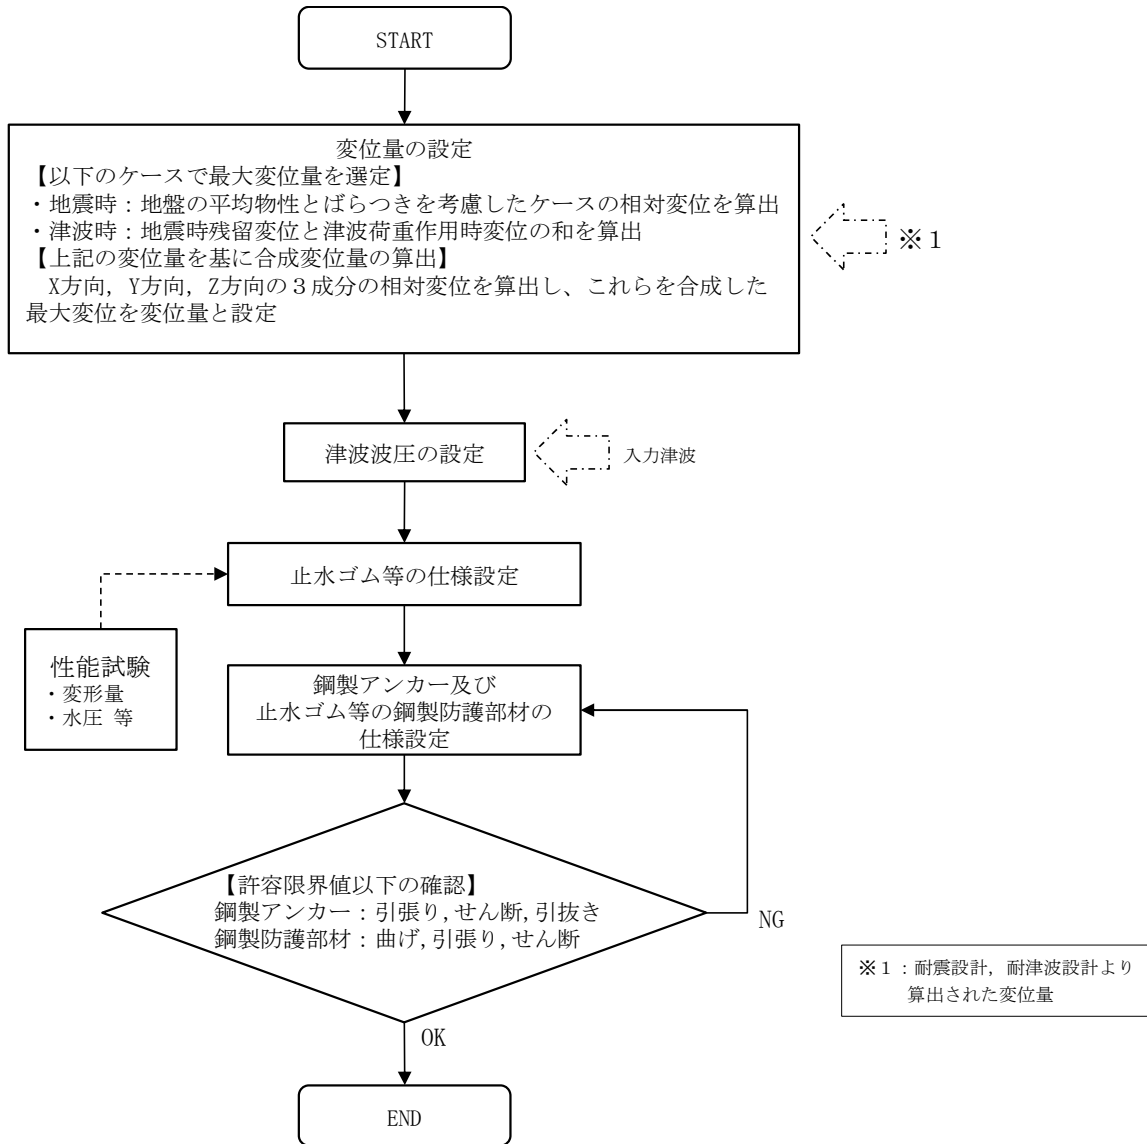 START
変位量の設定
【以下のケースで最大変位量を選定】
・地震時：地盤の平均物性とばらつきを考慮したケースの相対変位を算出
・津波時：地震時残留変位と津波荷重作用時変位の和を算出
【上記の変位量を基に合成変位量の算出】
X方向，Y方向，Z方向の３成分の相対変位を算出し、これらを合成した
最大変位を変位量と設定
※１
津波波圧の設定
入力津波
止水ゴム等の仕様設定
性能試験
・変形量
・水圧 等
鋼製アンカー及び
止水ゴム等の鋼製防護部材の
仕様設定
【許容限界値以下の確認】
鋼製アンカー：引張り,せん断,引抜き
鋼製防護部材：曲げ,引張り,せん断
NG
※１：耐震設計，耐津波設計より
算出された変位量
OK
END